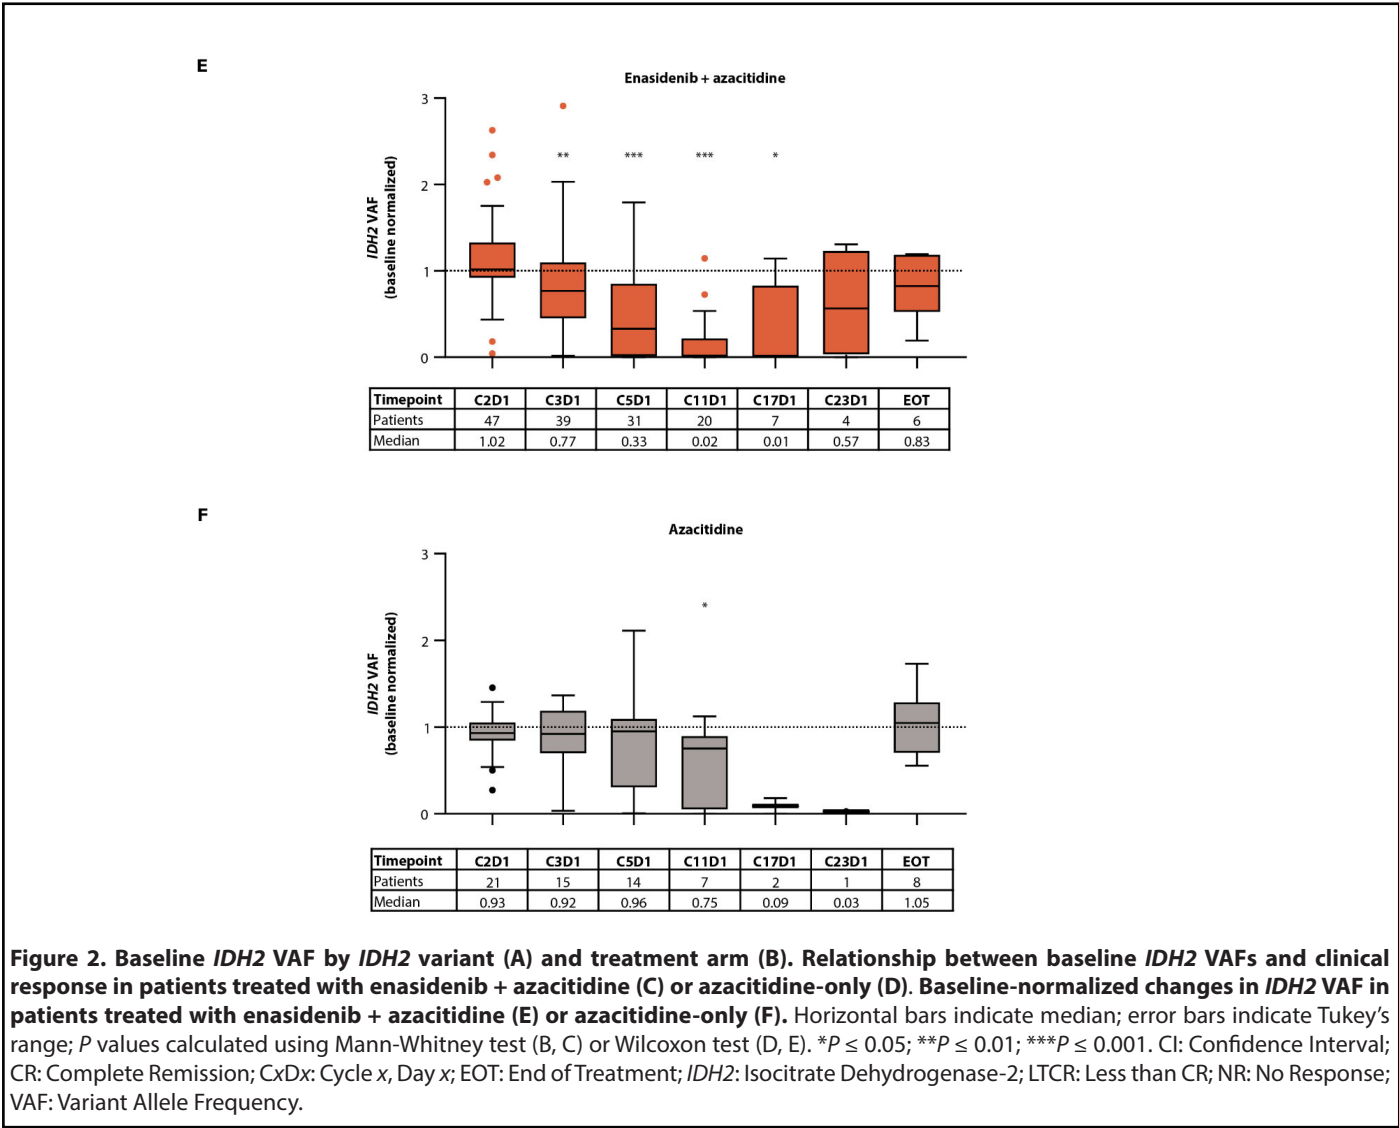 E
Enasidenib + azacitidine
3
2
1
0
IDH2 VAF
(baseline normalized)
** *** *** *
Timepoint C2D1 C3D1 C5D1 C11D1 C17D1 C23D1 EOT
Patients 47 39 31 20 7 4 6
Median 1.02 0.77 0.33 0.02 0.01 0.57 0.83
F
Azacitidine
3
2
1
0
IDH2 VAF
(baseline normalized)
*
Timepoint C2D1 C3D1 C5D1 C11D1 C17D1 C23D1 EOT
Patients 21 15 14 7 2 1 8
Median 0.93 0.92 0.96 0.75 0.09 0.03 1.05
Figure 2. Baseline IDH2 VAF by IDH2 variant (A) and treatment arm (B). Relationship between baseline IDH2 VAFs and clinical
response in patients treated with enasidenib + azacitidine (C) or azacitidine-only (D). Baseline-normalized changes in IDH2 VAF in
patients treated with enasidenib + azacitidine (E) or azacitidine-only (F). Horizontal bars indicate median; error bars indicate Tukey's
range; P values calculated using Mann-Whitney test (B, C) or Wilcoxon test (D, E). *P ≤ 0.05; **P ≤ 0.01; ***P ≤ 0.001. CI: Confidence Interval;
CR: Complete Remission; CxDx: Cycle x, Day x; EOT: End of Treatment; IDH2: Isocitrate Dehydrogenase-2; LTCR: Less than CR; NR: No Response;
VAF: Variant Allele Frequency.